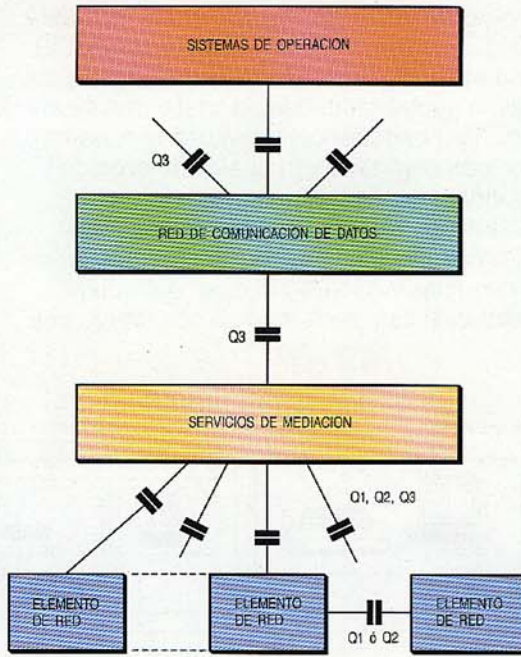 SISTEMAS DE OPERACION
Q3
RED DE COMUNICACION DE DATOS
Q3
SERVICIOS DE MEDIACION
Q1, Q2, Q3
ELEMENTO
DE RED
ELEMENTO
DE RED
ELEMENTO
DE RED
Q1 ó Q2